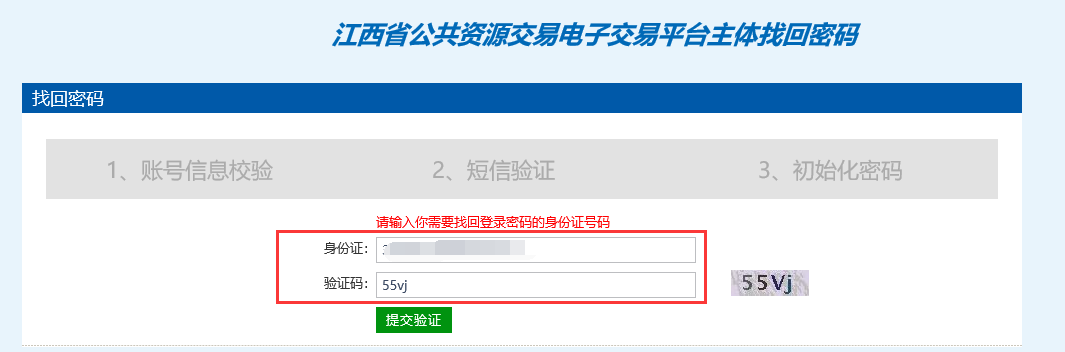 江西省公共资源交易电子交易平台主体找回密码
找回密码
1、账号信息校验 2、短信验证 3、初始化密码
请输入你需要找回登录密码的身份证号码
身份证:
验证码: 55vj 55Vj
提交验证